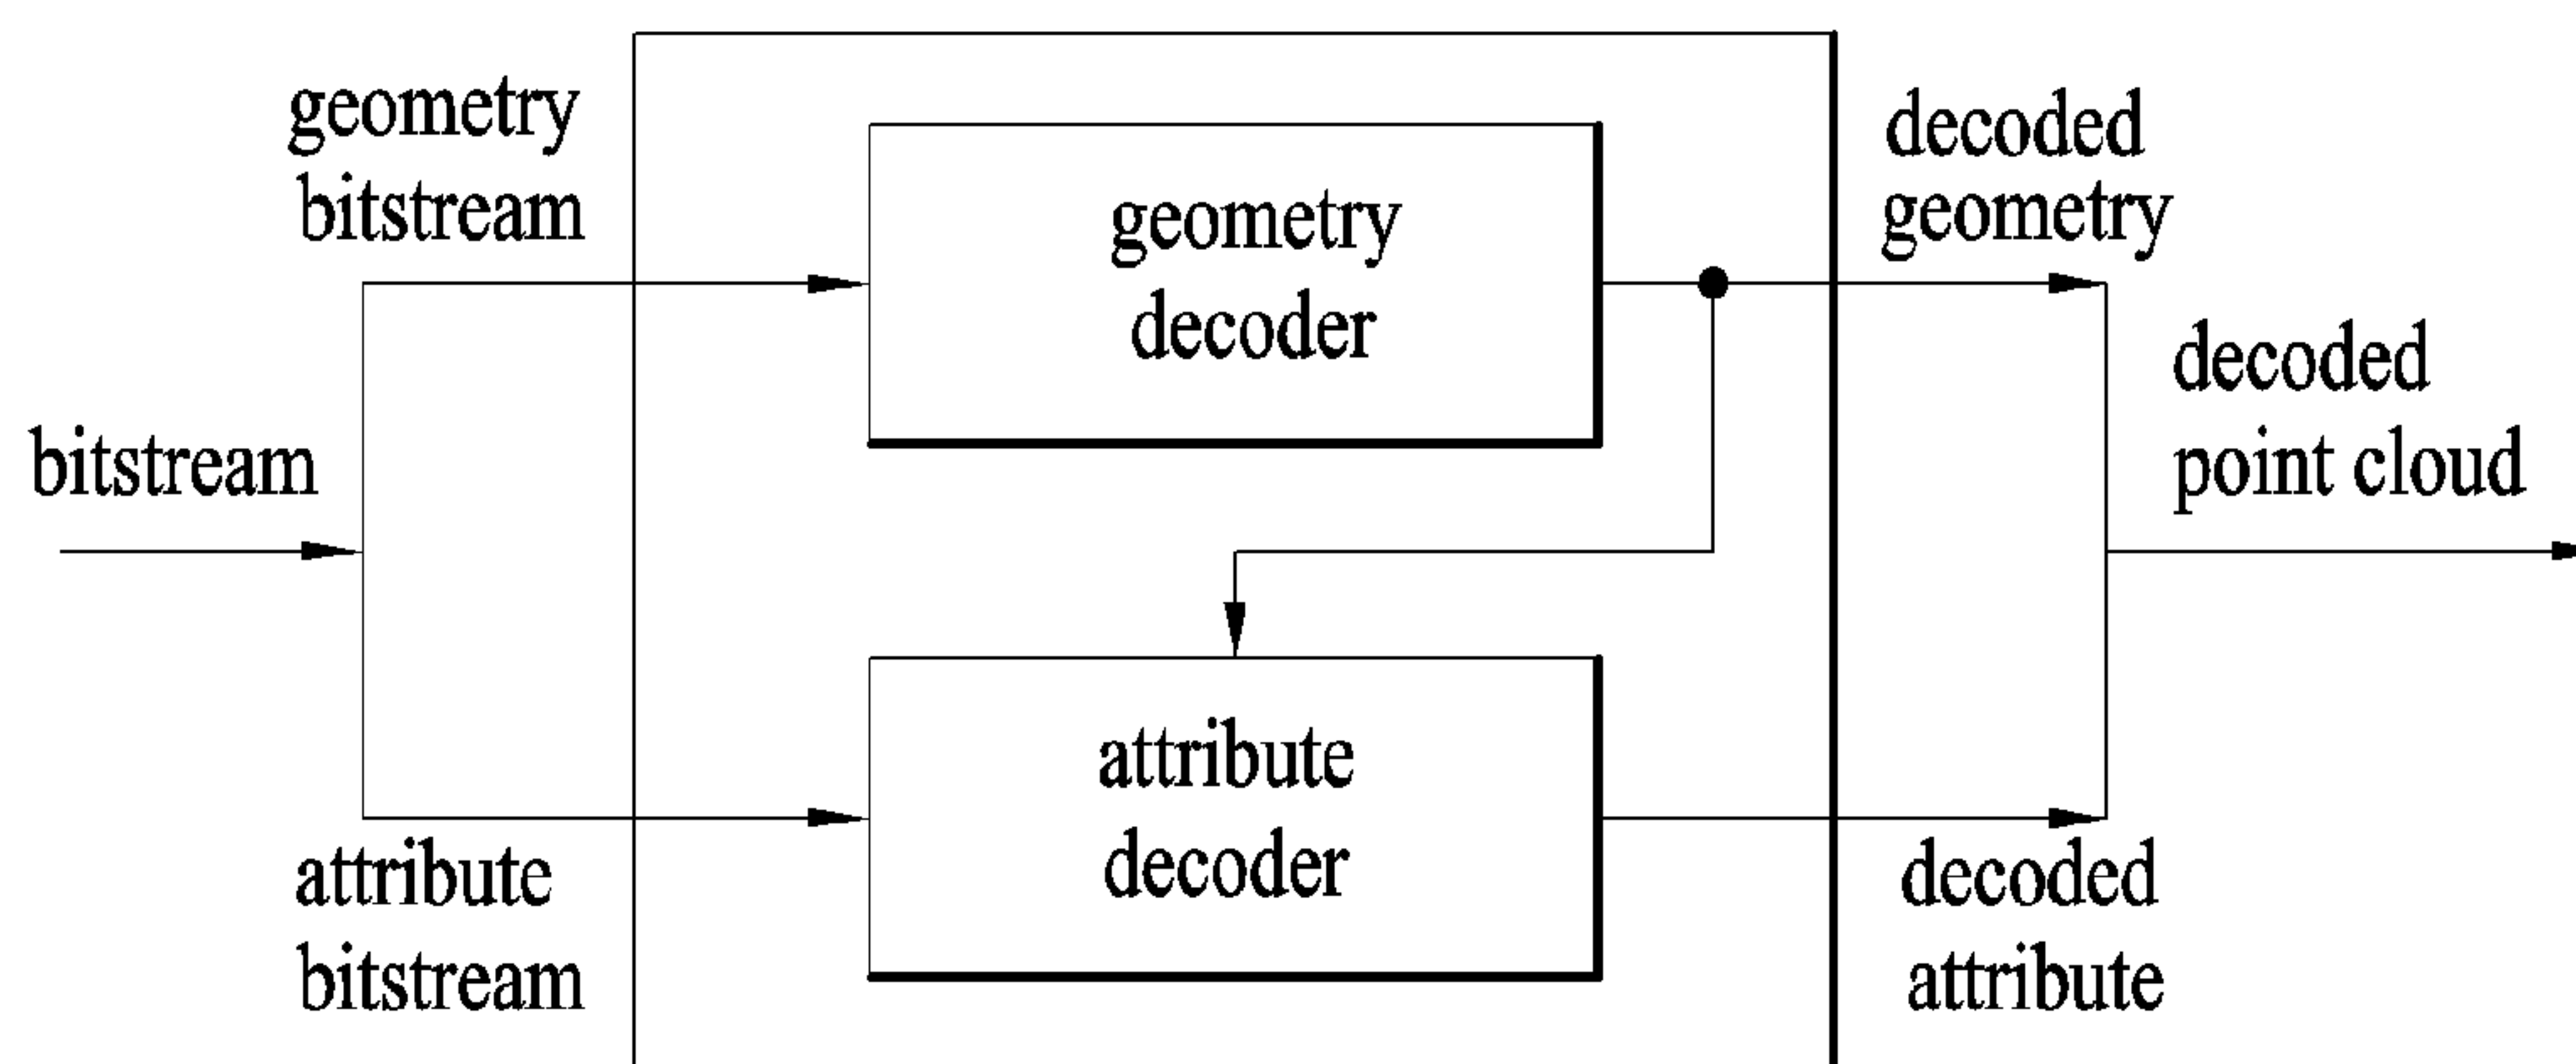 geometry
bitstream
bitstream
attribute
bitstream
geometry
decoder
attribute
decoder
decoded
geometry
decoded
point cloud
decoded
attribute